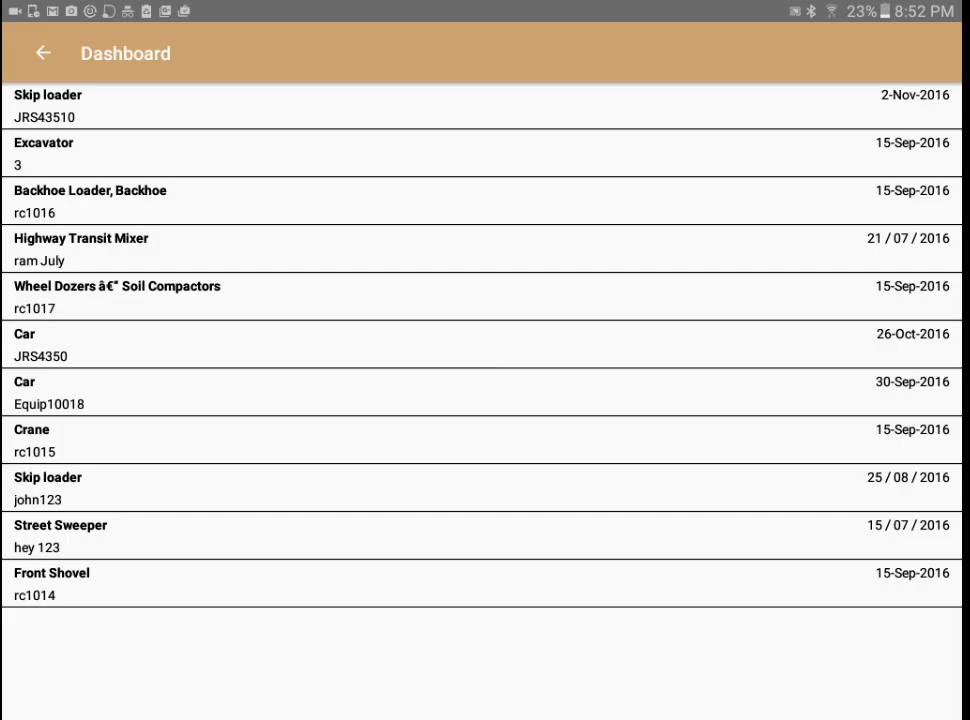 23% 8:52 PM
Dashboard
Skip loader 2-Nov-2016
JRS43510
Excavator 15-Sep-2016
3
Backhoe Loader, Backhoe 15-Sep-2016
rc1016
Highway Transit Mixer 21 / 07 / 2016
ram July
Wheel Dozers â€“ Soil Compactors 15-Sep-2016
rc1017
Car 26-Oct-2016
JRS4350
Car 30-Sep-2016
Equip10018
Crane 15-Sep-2016
rc1015
Skip loader 25 / 08 / 2016
john123
Street Sweeper 15 / 07 / 2016
hey 123
Front Shovel 15-Sep-2016
rc1014